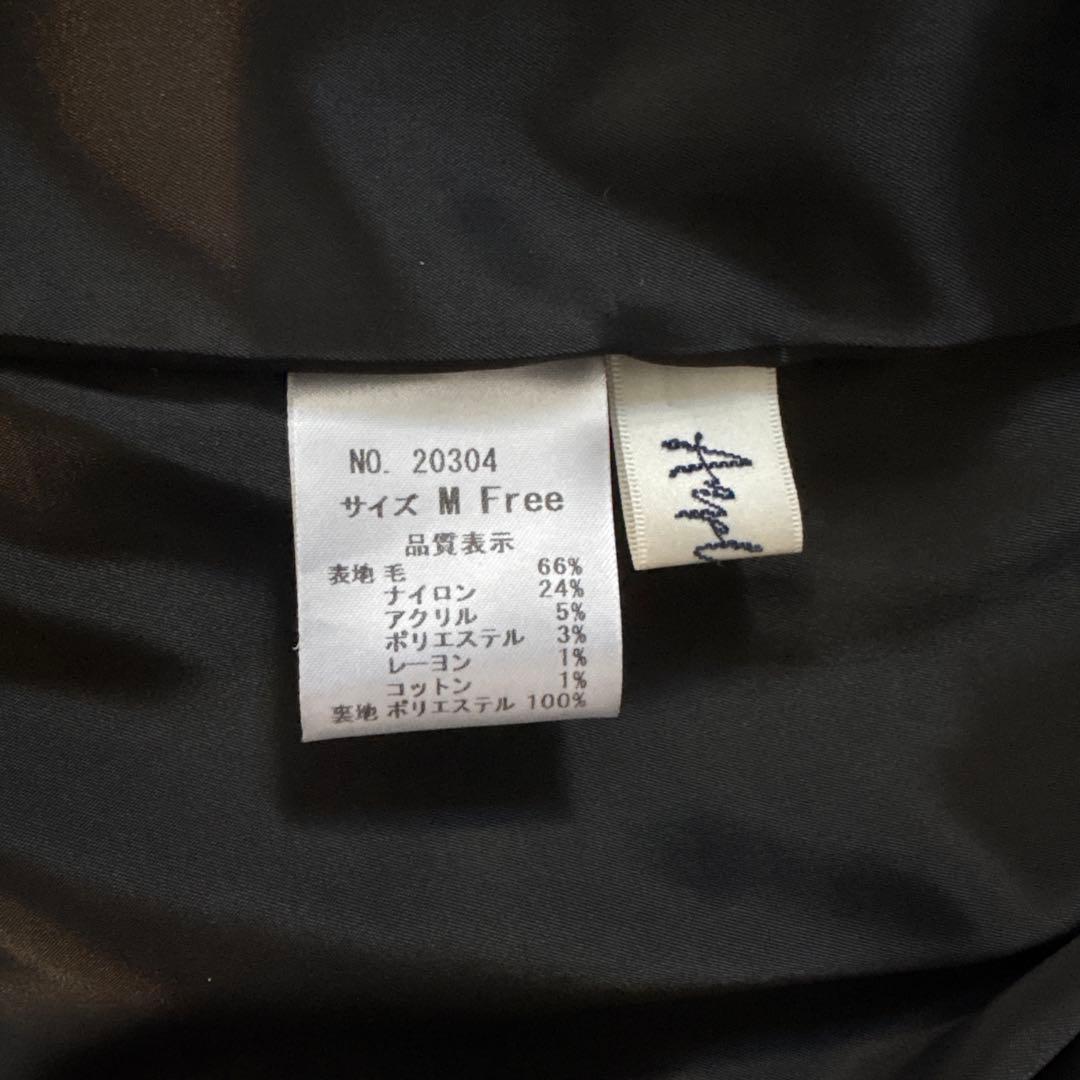 NO. 20304
サイズ M Free
品質表示
表地 毛 66%
ナイロン 24%
アクリル 5%
ポリエステル 3%
レーヨン 1%
コットン 1%
裏地 ポリエステル 100%